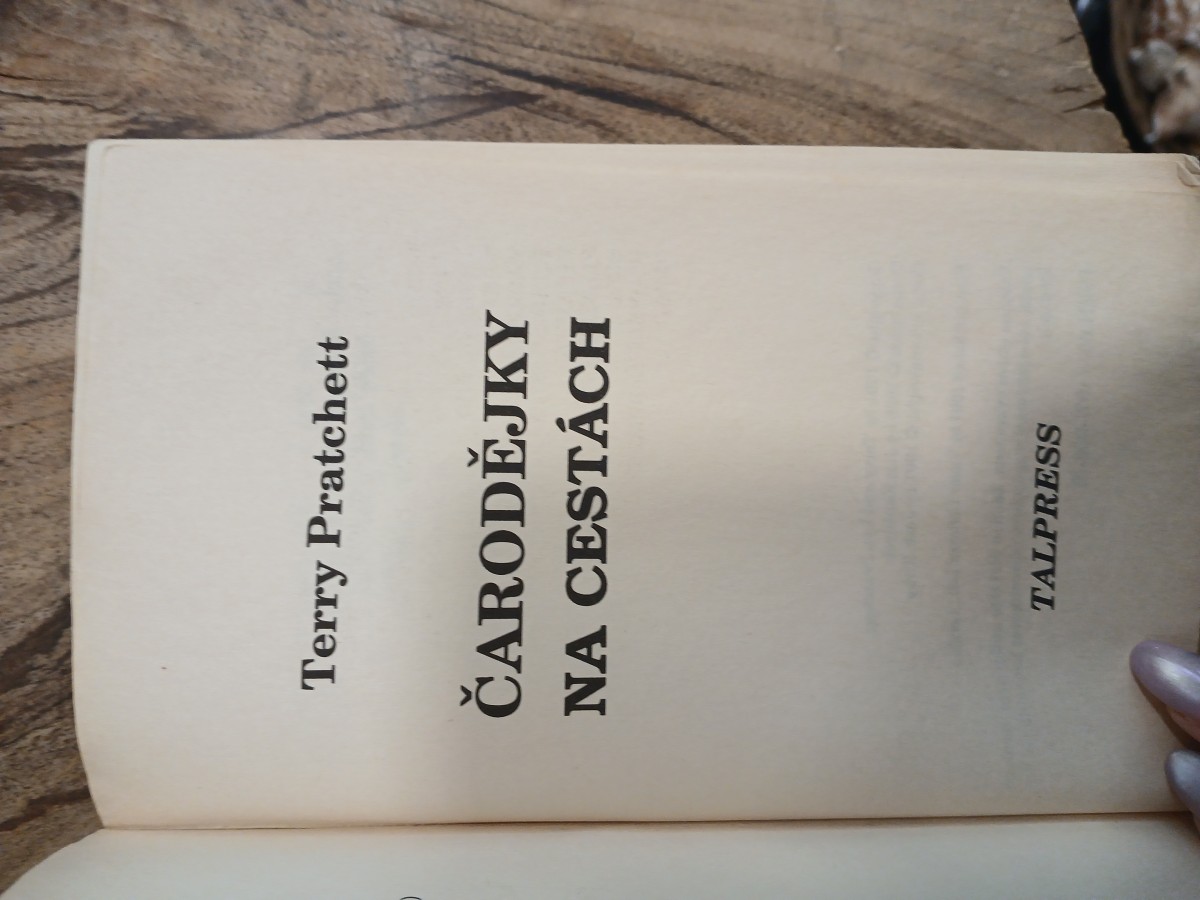 Terry Pratchett
ČARODĚJKY
NA CESTÁCH
TALPRESS